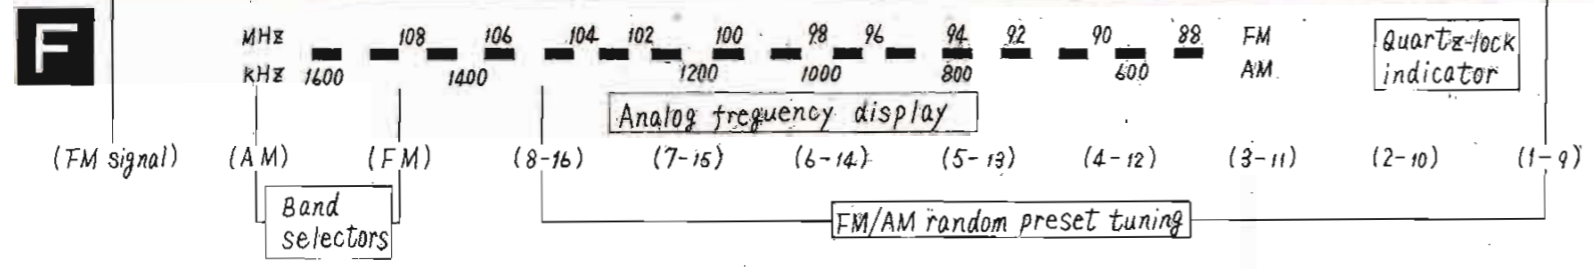 F
MHz 108 106 104 102 100 98 96 94 92 90 88 FM
kHz 1600 1400 1200 1000 800 600 AM
Quartz-lock
indicator
Analog frequency display
(FM signal) (AM) (FM) (8-16) (7-15) (6-14) (5-13) (4-12) (3-11) (2-10) (1-9)
Band
selectors
FM/AM random preset tuning